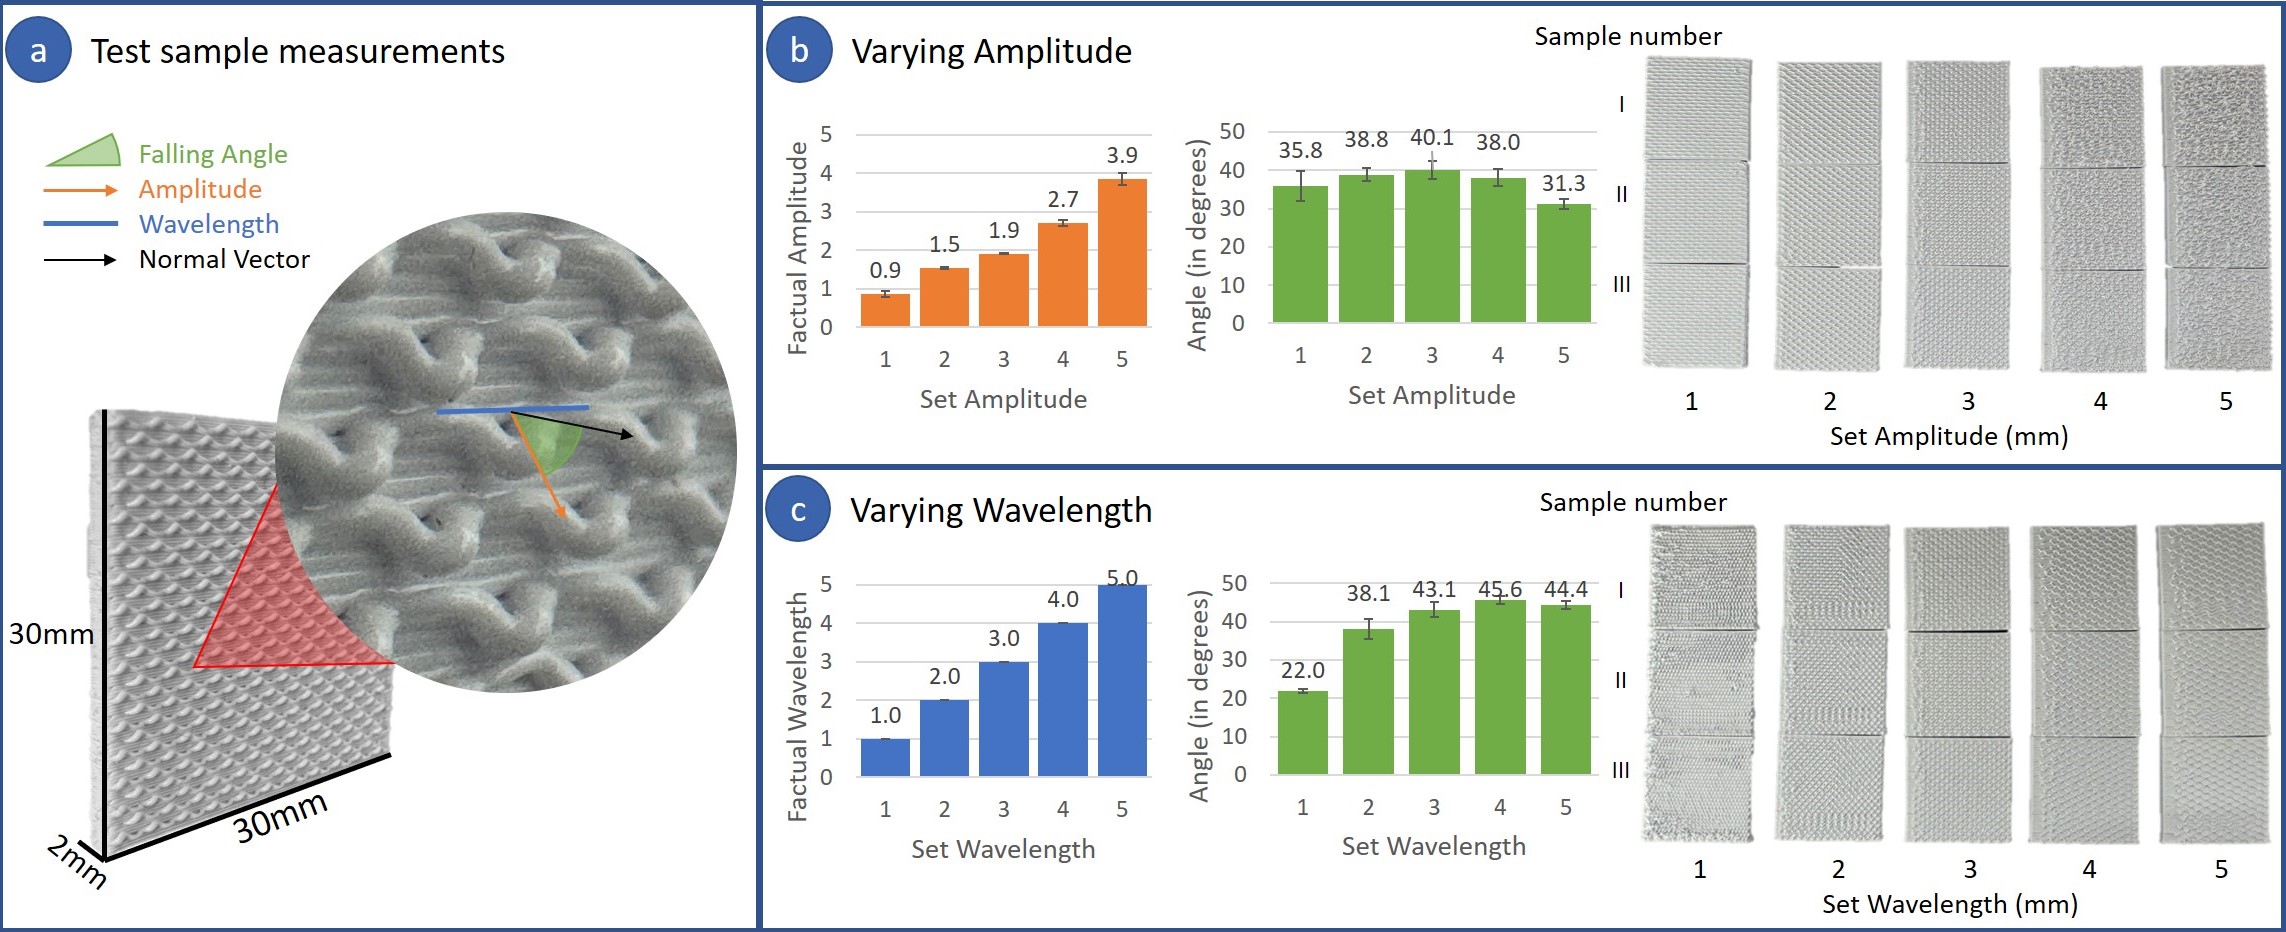 a Test sample measurements
Falling Angle
Amplitude
Wavelength
Normal Vector
30mm
30mm
2mm
b Varying Amplitude
Factual Amplitude
5
4
3
2
1
0
0.9
1.5
1.9
2.7
3.9
1 2 3 4 5
Set Amplitude
Angle (in degrees)
50
40
30
20
10
0
35.8
38.8
40.1
38.0
31.3
1 2 3 4 5
Set Amplitude
Sample number
I
II
III
1 2 3 4 5
Set Amplitude (mm)
c Varying Wavelength
Factual Wavelength
5
4
3
2
1
0
1.0
2.0
3.0
4.0
5.0
1 2 3 4 5
Set Wavelength
Angle (in degrees)
50
40
30
20
10
0
22.0
38.1
43.1
45.6
44.4
1 2 3 4 5
Set Wavelength
Sample number
I
II
III
1 2 3 4 5
Set Wavelength (mm)